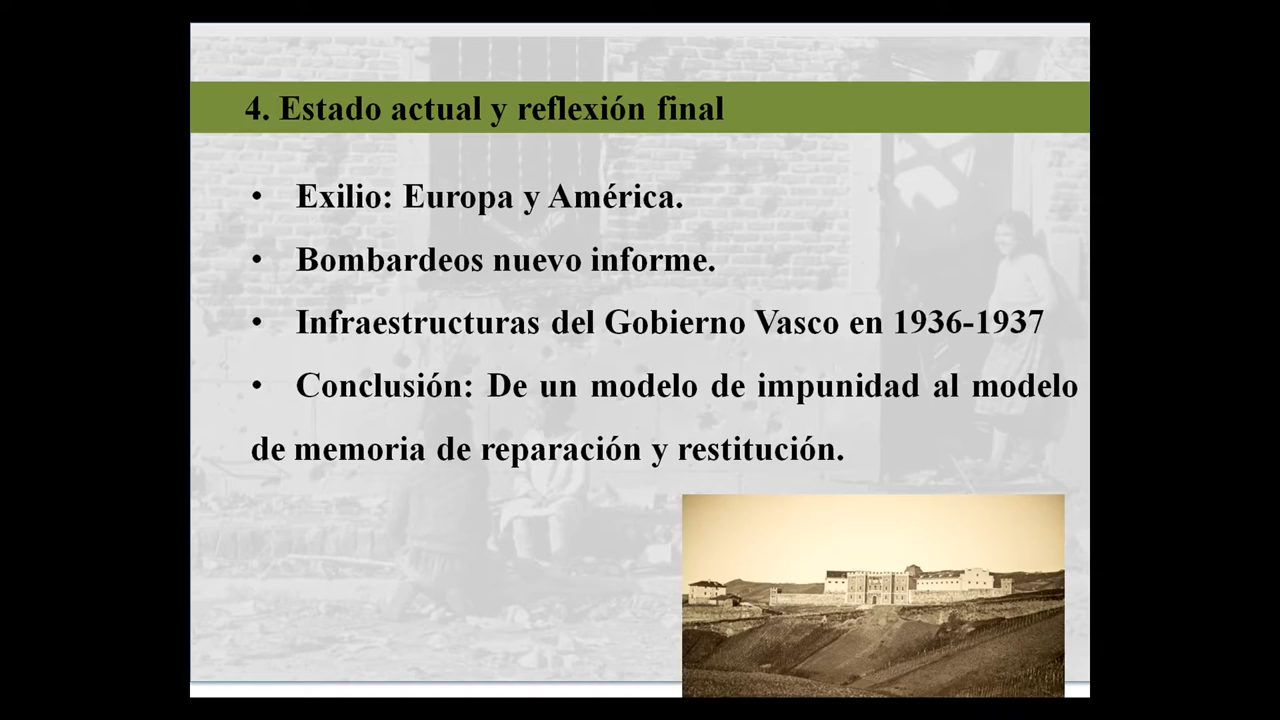 4. Estado actual y reflexión final
• Exilio: Europa y América.
• Bombardeos nuevo informe.
• Infraestructuras del Gobierno Vasco en 1936-1937
• Conclusión: De un modelo de impunidad al modelo
de memoria de reparación y restitución.